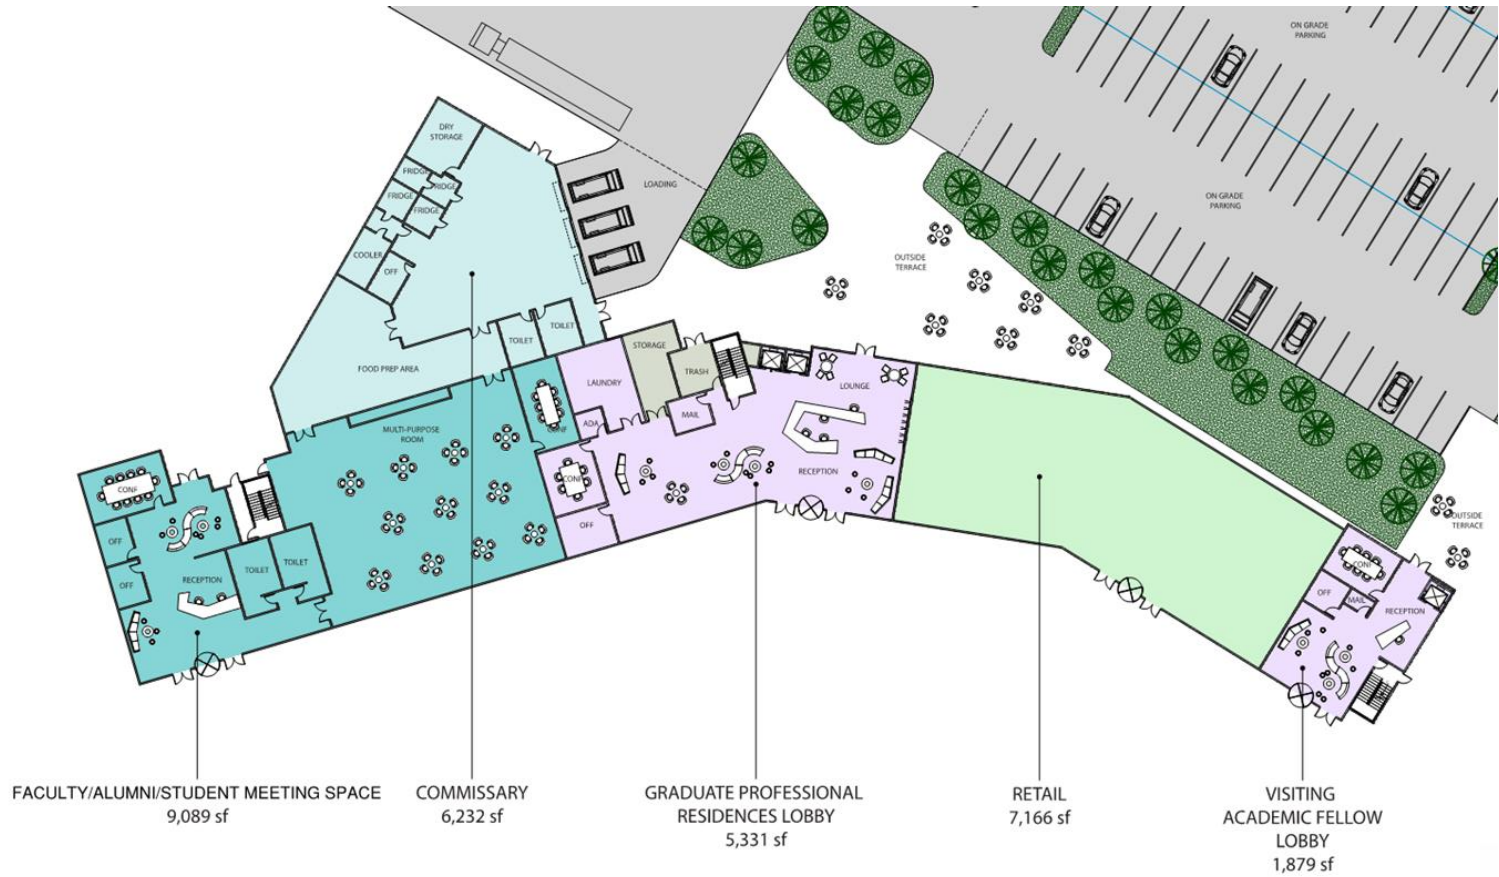 ON GRADE
PARKING
DRY
STORAGE
FRIDGE
FRIDGE
FRIDGE
FRIDGE
LOADING
ON GRADE
PARKING
COOLER
OFF
OUTSIDE
TERRACE
TOILET
TOILET
STORAGE
FOOD PREP AREA
TRASH
LAUNDRY
LOUNGE
MAIL
ADA
MULTI-PURPOSE
ROOM
CONF
RECEPTION
CONF
CONF
OFF
OUTSIDE
TERRACE
OFF
TOILET
TOILET
RECEPTION
OFF
CONF
OFF
MAIL
RECEPTION
FACULTY/ALUMNI/STUDENT MEETING SPACE
9,089 sf
COMMISSARY
6,232 sf
GRADUATE PROFESSIONAL
RESIDENCES LOBBY
5,331 sf
RETAIL
7,166 sf
VISITING
ACADEMIC FELLOW
LOBBY
1,879 sf